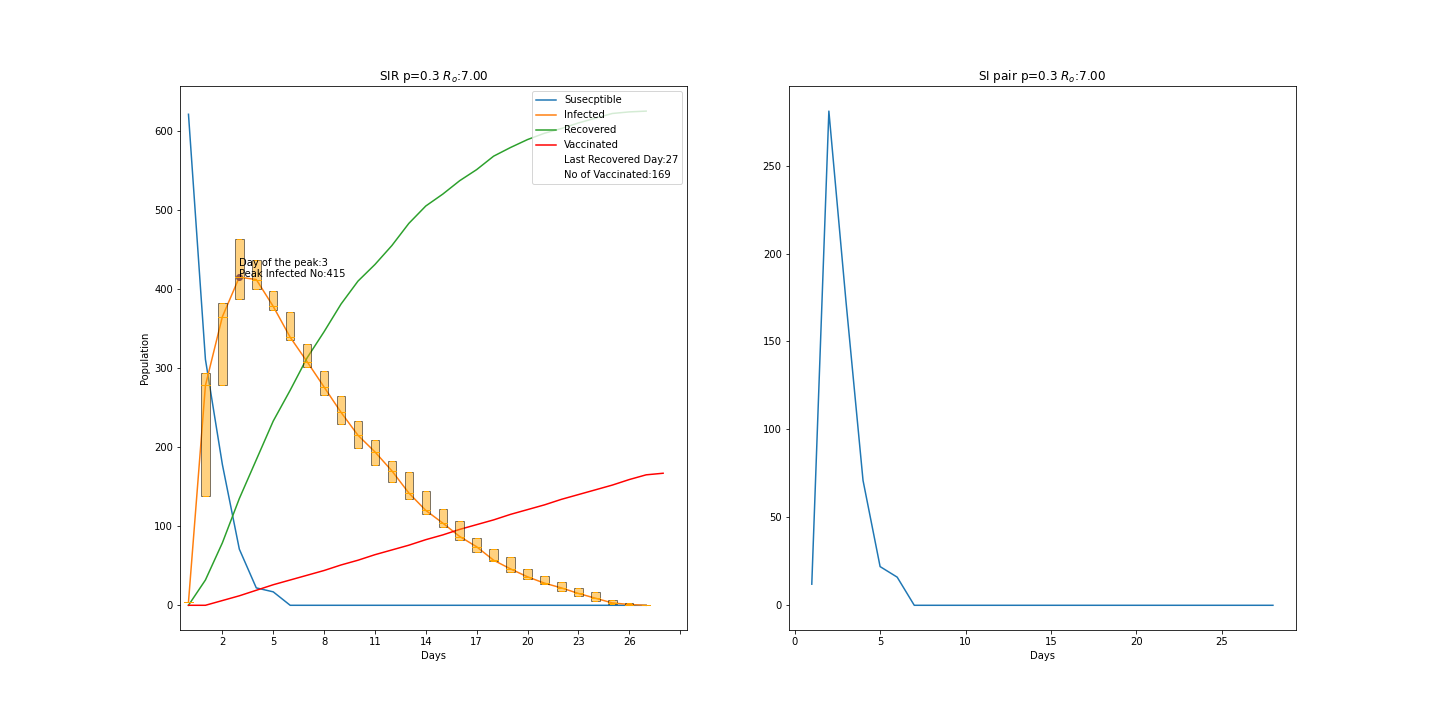 SIR p=0.3 Ro:7.00
Susecptible
Infected
Recovered
Vaccinated
Last Recovered Day:27
No of Vaccinated:169
Day of the peak:3
Peak Infected No:415
Population
600
500
400
300
200
100
0
2 5 8 11 14 17 20 23 26
Days
SI pair p=0.3 Ro:7.00
250
200
150
100
50
0
0 5 10 15 20 25
Days